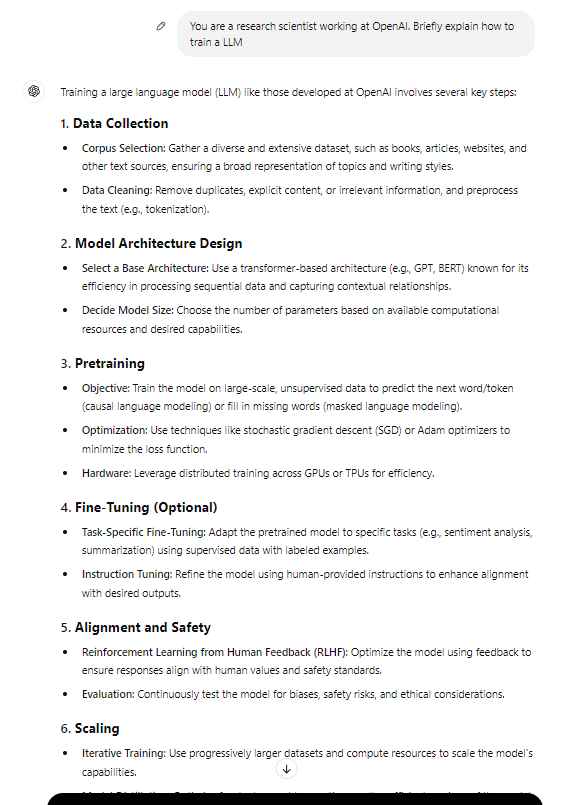 You are a research scientist working at OpenAI. Briefly explain how to
train a LLM
Training a large language model (LLM) like those developed at OpenAI involves several key steps:
1. Data Collection
• Corpus Selection: Gather a diverse and extensive dataset, such as books, articles, websites, and
other text sources, ensuring a broad representation of topics and writing styles.
• Data Cleaning: Remove duplicates, explicit content, or irrelevant information, and preprocess
the text (e.g., tokenization).
2. Model Architecture Design
• Select a Base Architecture: Use a transformer-based architecture (e.g., GPT, BERT) known for its
efficiency in processing sequential data and capturing contextual relationships.
• Decide Model Size: Choose the number of parameters based on available computational
resources and desired capabilities.
3. Pretraining
• Objective: Train the model on large-scale, unsupervised data to predict the next word/token
(causal language modeling) or fill in missing words (masked language modeling).
• Optimization: Use techniques like stochastic gradient descent (SGD) or Adam optimizers to
minimize the loss function.
• Hardware: Leverage distributed training across GPUs or TPUs for efficiency.
4. Fine-Tuning (Optional)
• Task-Specific Fine-Tuning: Adapt the pretrained model to specific tasks (e.g., sentiment analysis,
summarization) using supervised data with labeled examples.
• Instruction Tuning: Refine the model using human-provided instructions to enhance alignment
with desired outputs.
5. Alignment and Safety
• Reinforcement Learning from Human Feedback (RLHF): Optimize the model using feedback to
ensure responses align with human values and safety standards.
• Evaluation: Continuously test the model for biases, safety risks, and ethical considerations.
6. Scaling
• Iterative Training: Use progressively larger datasets and compute resources to scale the model's
capabilities.